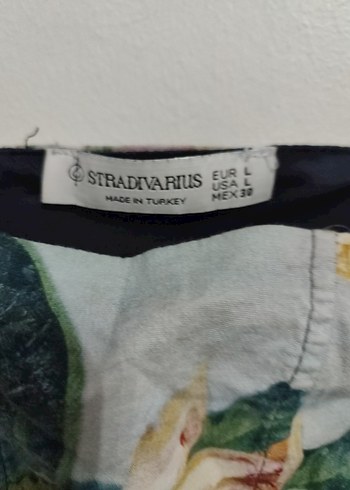 STRADIVARIUS
MADE IN TURKEY
EUR L
USA L
MEX 30